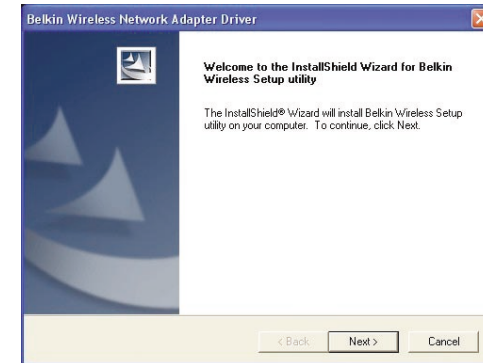 Belkin Wireless Network Adapter Driver
Welcome to the InstallShield Wizard for Belkin
Wireless Setup utility
The InstallShield® Wizard will install Belkin Wireless Setup
utility on your computer. To continue, click Next.
< Back Next > Cancel